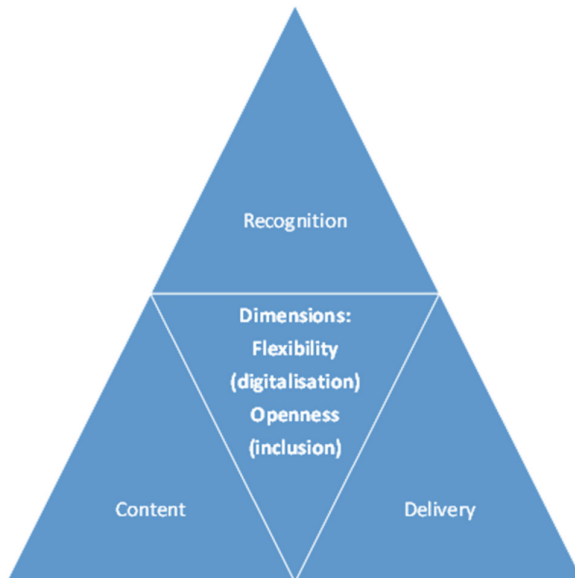 Recognition
Dimensions:
Flexibility
(digitalisation)
Openness
(inclusion)
Content
Delivery